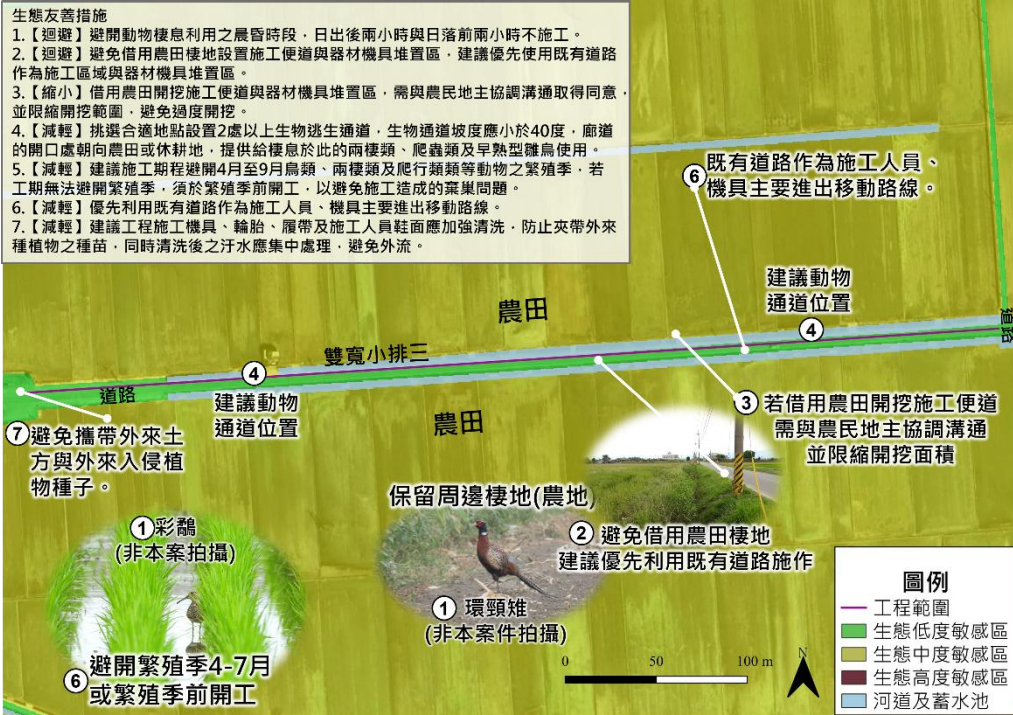 生態友善措施
1.【迴避】避開動物棲息利用之晨昏時段，日出後兩小時與日落前兩小時不施工。
2.【迴避】避免借用農田棲地設置施工便道與器材機具堆置區，建議優先使用既有道路
作為施工區域與器材機具堆置區。
3.【縮小】借用農田開挖施工便道與器材機具堆置區，需與農民地主協調溝通取得同意，
並限縮開挖範圍，避免過度開挖。
4.【減輕】挑選合適地點設置2處以上生物逃生通道，生物通道坡度應小於40度，廊道
的開口處朝向農田或休耕地，提供給棲息於此的兩棲類、爬蟲類及早熟型雛鳥使用。
5.【減輕】建議施工期程避開4月至9月鳥類、兩棲類及爬行類類等動物之繁殖季，若
工期無法避開繁殖季，須於繁殖季前開工，以避免施工造成的棄巢問題。
6.【減輕】優先利用既有道路作為施工人員、機具主要進出移動路線。
7.【減輕】建議工程施工機具、輪胎、履帶及施工人員鞋面應加強清洗，防止夾帶外來
種植物之種苗，同時清洗後之汙水應集中處理，避免外流。
⑥ 既有道路作為施工人員、
機具主要進出移動路線。
建議動物
通道位置
④
農田
道路
雙寬小排三
④
道路
建議動物
通道位置
農田
③ 若借用農田開挖施工便道
需與農民地主協調溝通
並限縮開挖面積
⑦ 避免攜帶外來土
方與外來入侵植
物種子。
保留周邊棲地(農地)
② 避免借用農田棲地
建議優先利用既有道路施作
① 彩鷸
(非本案拍攝)
① 環頸雉
(非本案件拍攝)
⑥ 避開繁殖季4-7月
或繁殖季前開工
0 50 100 m
N
圖例
工程範圍
生態低度敏感區
生態中度敏感區
生態高度敏感區
河道及蓄水池